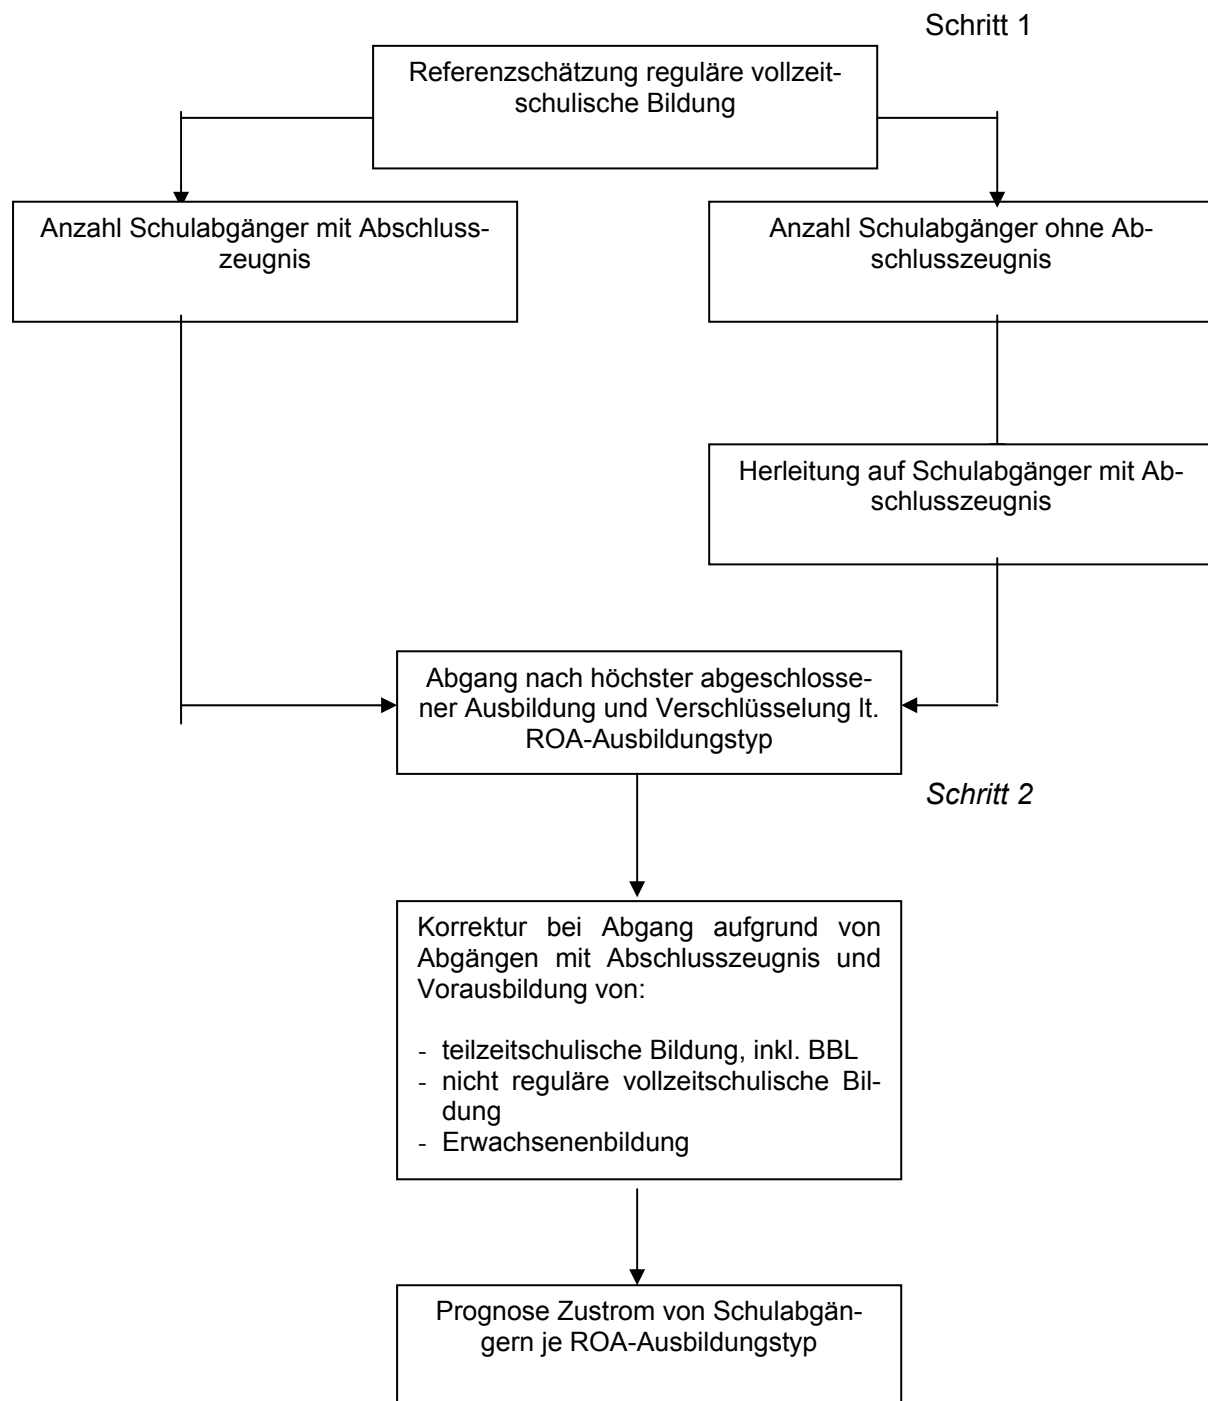 Schritt 1
Referenzschätzung reguläre vollzeit-
schulische Bildung
Anzahl Schulabgänger mit Abschluss-
zeugnis
Anzahl Schulabgänger ohne Ab-
schlusszeugnis
Herleitung auf Schulabgänger mit Ab-
schlusszeugnis
Abgang nach höchster abgeschlosse-
ner Ausbildung und Verschlüsselung lt.
ROA-Ausbildungstyp
Schritt 2
Korrektur bei Abgang aufgrund von
Abgängen mit Abschlusszeugnis und
Vorausbildung von:
- teilzeitschulische Bildung, inkl. BBL
- nicht reguläre vollzeitschulische Bil-
dung
- Erwachsenenbildung
Prognose Zustrom von Schulabgän-
gern je ROA-Ausbildungstyp